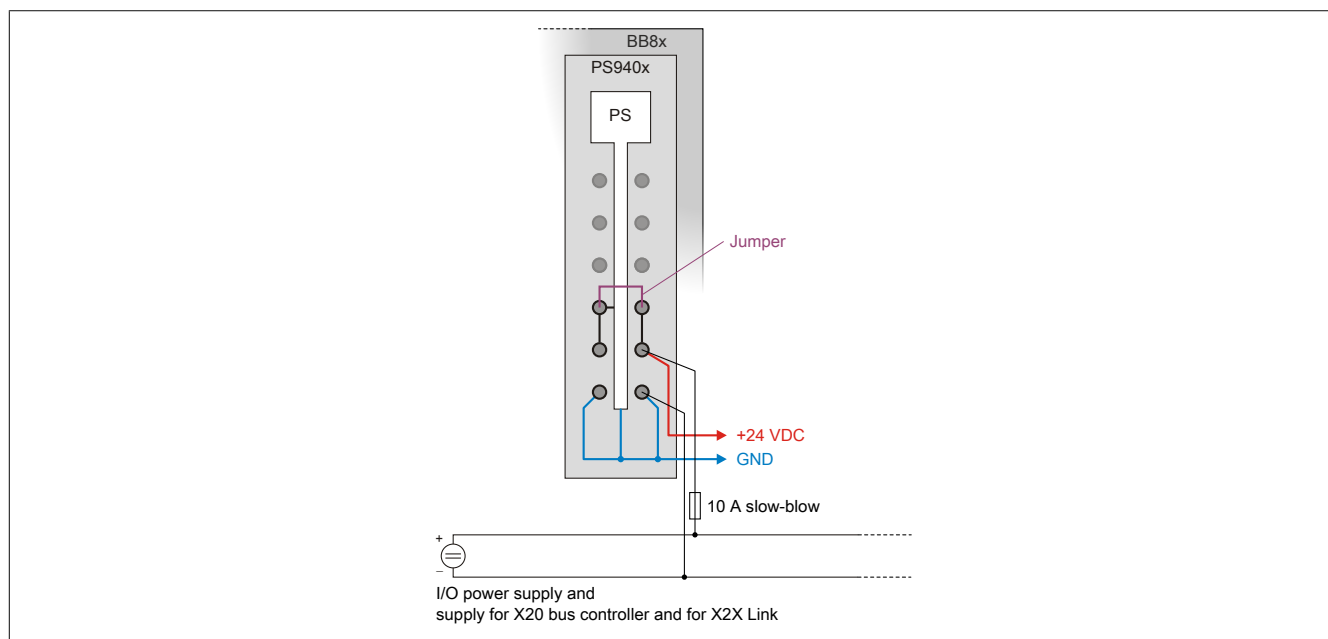 BB8x
PS940x
PS
Jumper
+24 VDC
GND
10 A slow-blow
+
–
I/O power supply and
supply for X20 bus controller and for X2X Link